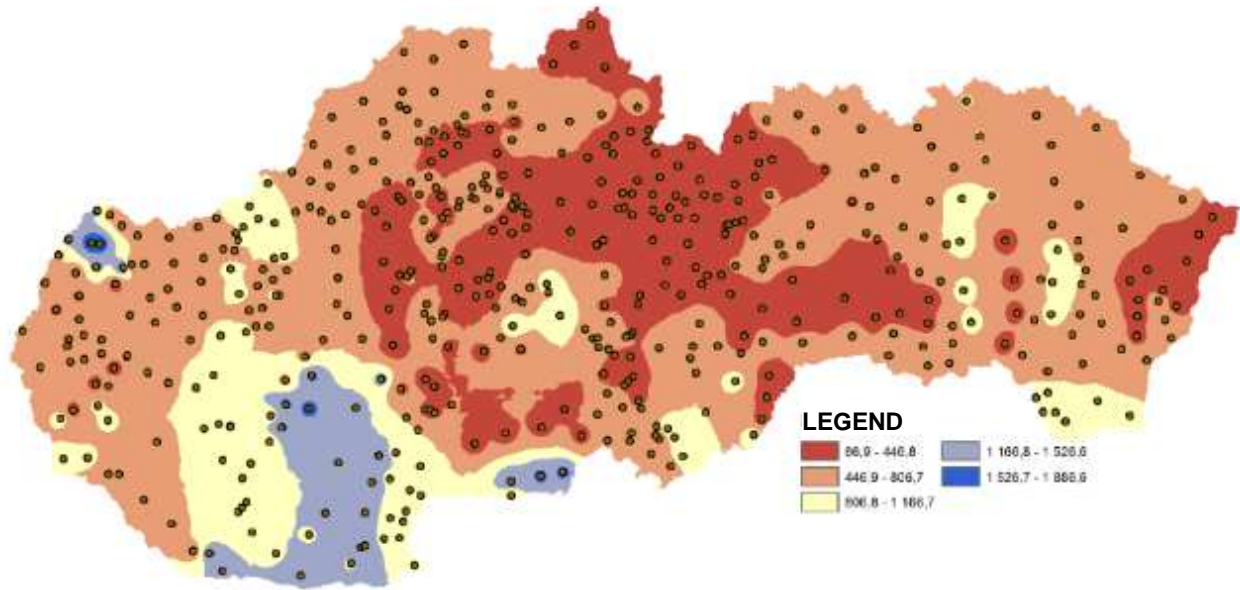 LEGEND
86,9 - 446,8
446,9 - 806,7
806,8 - 1 166,7
1 166,8 - 1 526,6
1 526,7 - 1 886,6